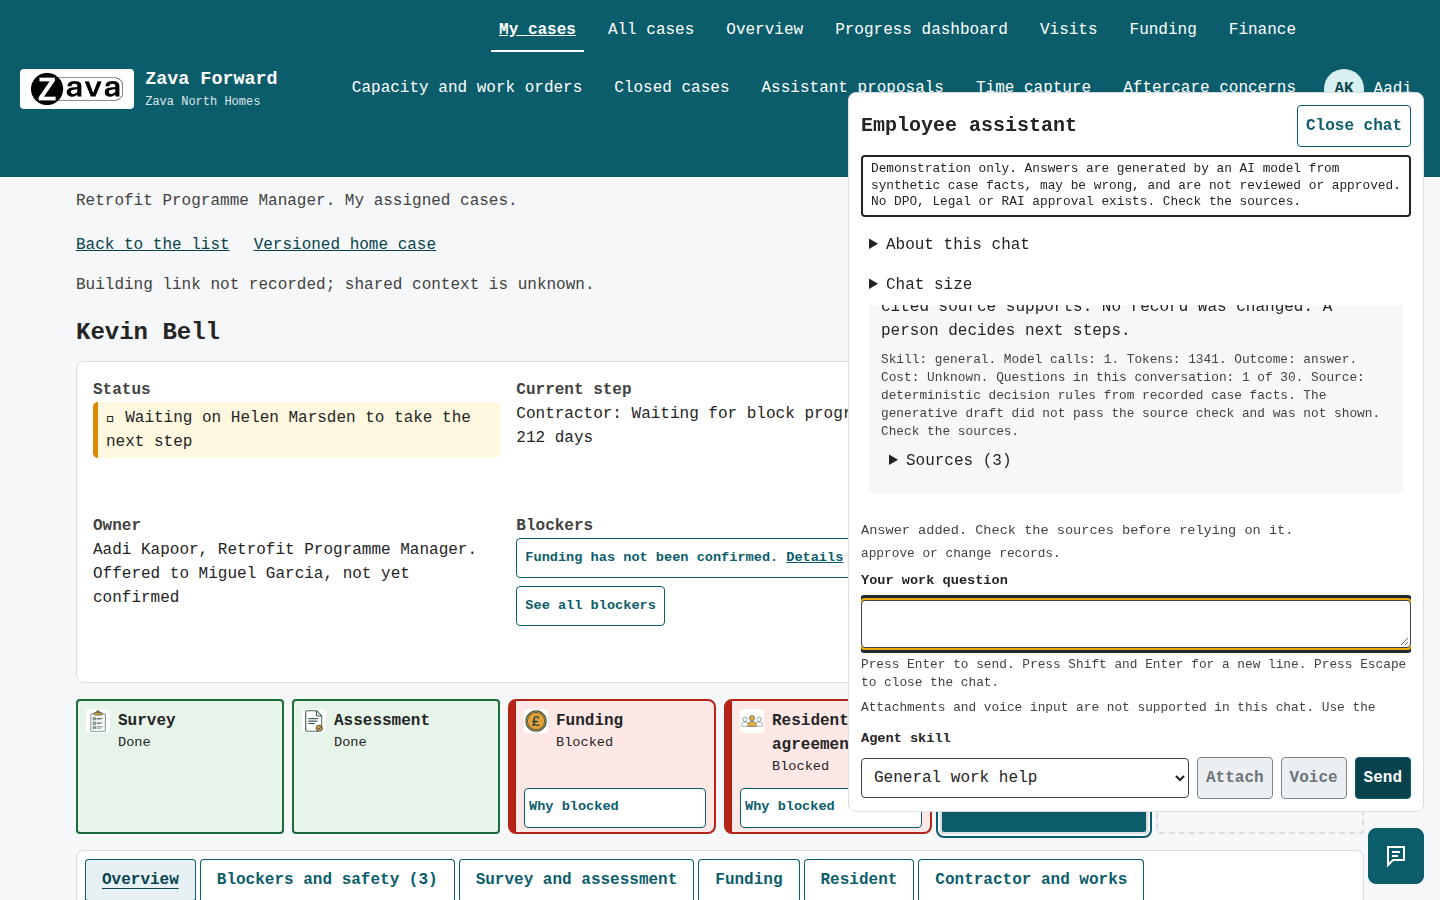 My cases
All cases
Overview
Progress dashboard
Visits
Funding
Finance
Zava
Zava Forward
Zava North Homes
Capacity and work orders
Closed cases
Assistant proposals
Time capture
Aftercare concerns
AK
Aadi
Retrofit Programme Manager. My assigned cases.
Back to the list
Versioned home case
Building link not recorded; shared context is unknown.
Kevin Bell
Status
Waiting on Helen Marsden to take the
next step
Current step
Contractor: Waiting for block progr
212 days
Owner
Aadi Kapoor, Retrofit Programme Manager.
Offered to Miguel Garcia, not yet
confirmed
Blockers
Funding has not been confirmed. Details
See all blockers
Survey
Done
Assessment
Done
Funding
Blocked
Why blocked
Resident
agreemen
Blocked
Why blocked
Overview
Blockers and safety (3)
Survey and assessment
Funding
Resident
Contractor and works
Employee assistant
Close chat
Demonstration only. Answers are generated by an AI model from
synthetic case facts, may be wrong, and are not reviewed or approved.
No DPO, Legal or RAI approval exists. Check the sources.
About this chat
Chat size
cited source supports. No record was changed. A
person decides next steps.
Skill: general. Model calls: 1. Tokens: 1341. Outcome: answer.
Cost: Unknown. Questions in this conversation: 1 of 30. Source:
deterministic decision rules from recorded case facts. The
generative draft did not pass the source check and was not shown.
Check the sources.
Sources (3)
Answer added. Check the sources before relying on it.
approve or change records.
Your work question
Press Enter to send. Press Shift and Enter for a new line. Press Escape
to close the chat.
Attachments and voice input are not supported in this chat. Use the
Agent skill
General work help
Attach
Voice
Send